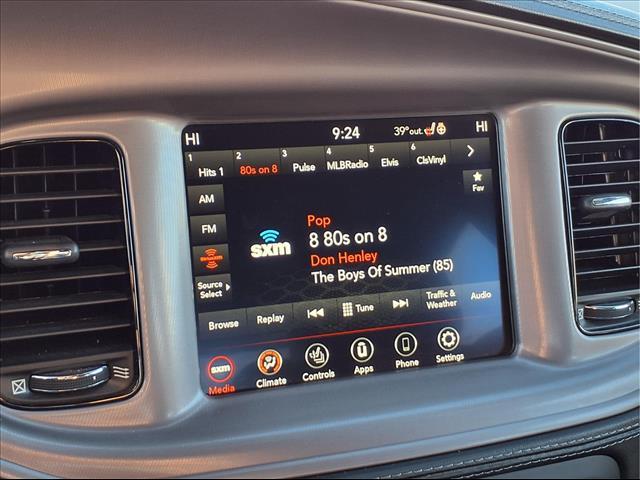 HI 9:24 39°out. HI
1 Hits 1 2 80s on 8 3 Pulse 4 MLBRadio 5 Elvis 6 ClsVinyl
AM
Fav
FM
Pop
sxm
8 80s on 8
siriusxm
Don Henley
Source
Select
The Boys Of Summer (85)
Browse Replay Tune Traffic &
Weather
Audio
sxm
Media Climate Controls Apps Phone Settings